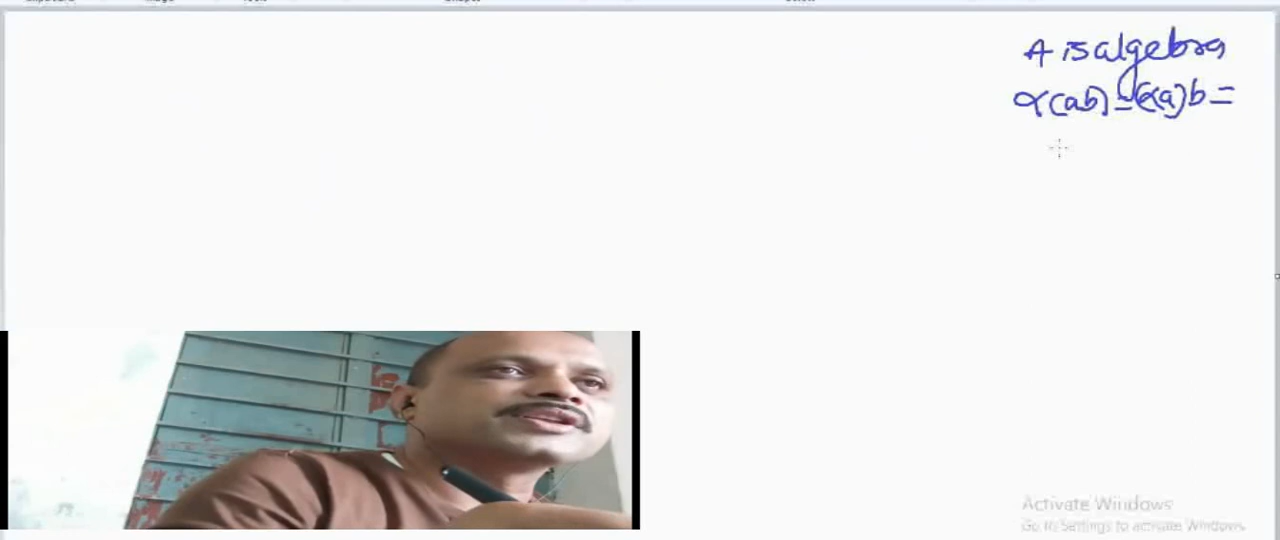 A is algebra
α(ab) = (αa)b =
Activate Windows
Go to Settings to activate Windows.